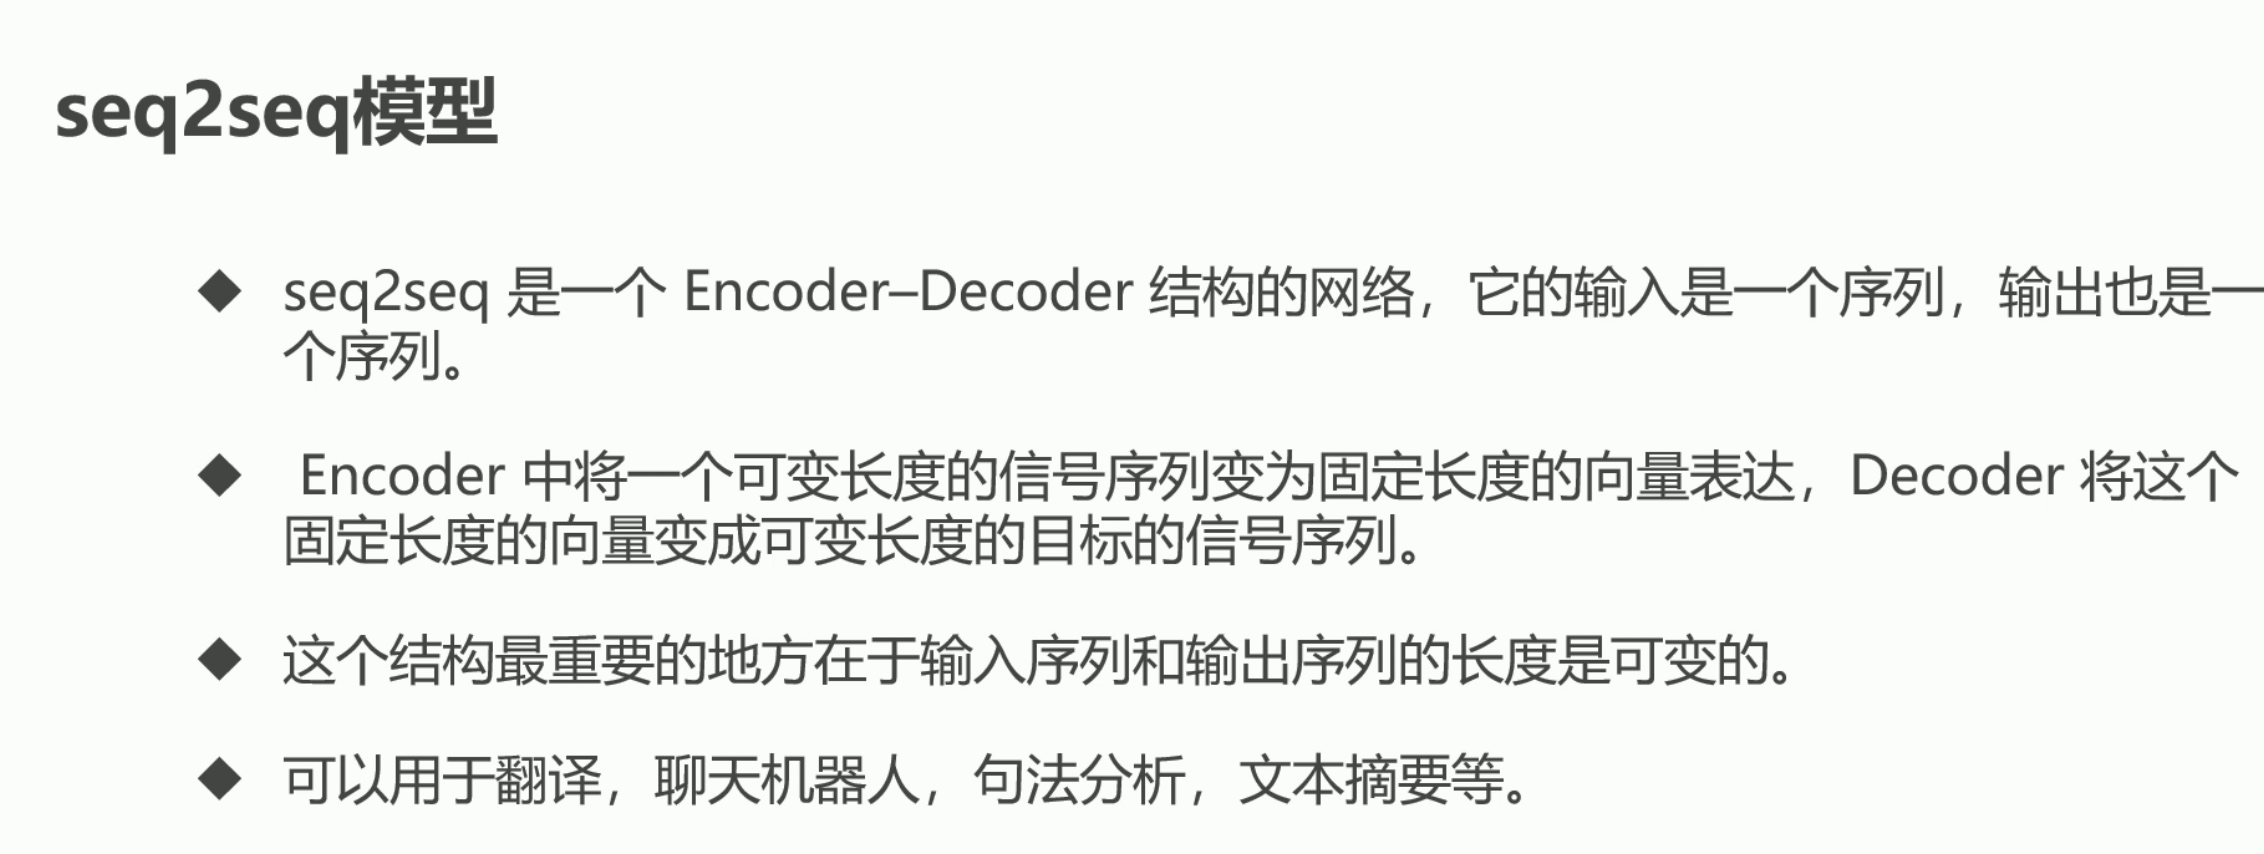 seq2seq模型
◆ seq2seq 是一个 Encoder–Decoder 结构的网络，它的输入是一个序列，输出也是一
个序列。
◆ Encoder 中将一个可变长度的信号序列变为固定长度的向量表达，Decoder 将这个
固定长度的向量变成可变长度的目标的信号序列。
◆ 这个结构最重要的地方在于输入序列和输出序列的长度是可变的。
◆ 可以用于翻译，聊天机器人，句法分析，文本摘要等。